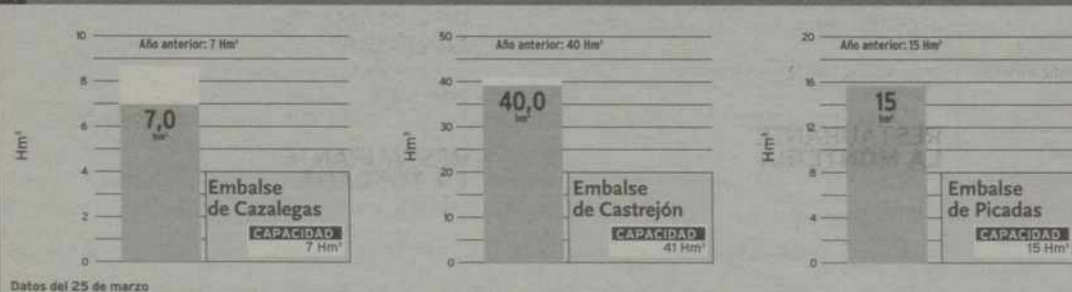 Año anterior: 7 Hm³
10
8
6
4
2
0
Hm³
7,0
hm³
Embalse
de Cazalegas
CAPACIDAD
7 Hm³
Año anterior: 40 Hm³
50
40
30
20
10
0
Hm³
40,0
hm³
Embalse
de Castrejón
CAPACIDAD
41 Hm³
Año anterior: 15 Hm³
20
16
12
8
4
0
Hm³
15
hm³
Embalse
de Picadas
CAPACIDAD
15 Hm³
Datos del 25 de marzo